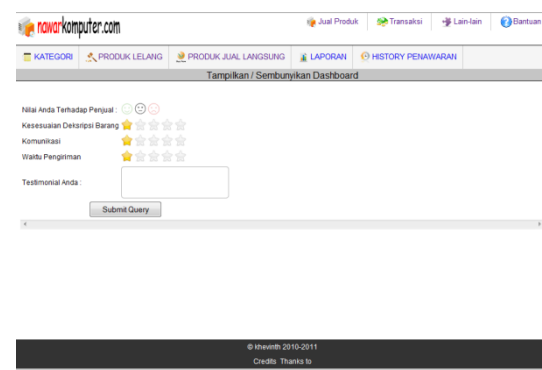 nawarkomputer.com
Jual Produk Transaksi Lain-lain Bantuan
KATEGORI PRODUK LELANG PRODUK JUAL LANGSUNG LAPORAN HISTORY PENAWARAN
Tampilkan / Sembunyikan Dashboard
Nilai Anda Terhadap Penjual :
Kesesuaian Deksripsi Barang
Komunikasi
Waktu Pengiriman
Testimonial Anda :
Submit Query
© khevinth 2010-2011
Credits Thanks to